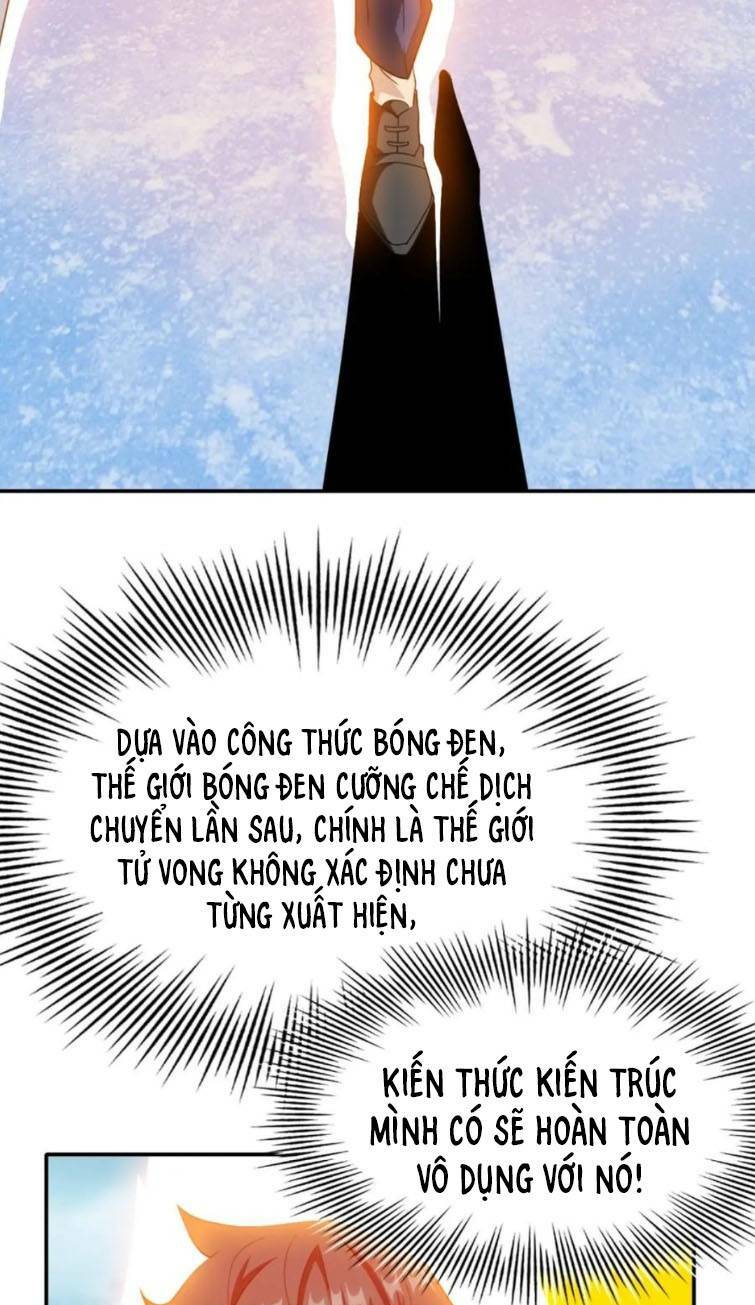 DỰA VÀO CÔNG THỨC BÓNG ĐEN,
THẾ GIỚI BÓNG ĐEN CƯỠNG CHẾ DỊCH
CHUYỂN LẦN SAU, CHÍNH LÀ THẾ GIỚI
TỬ VONG KHÔNG XÁC ĐỊNH CHƯA
TỪNG XUẤT HIỆN,
KIẾN THỨC KIẾN TRÚC
MÌNH CÓ SẼ HOÀN TOÀN
VÔ DỤNG VỚI NÓ!